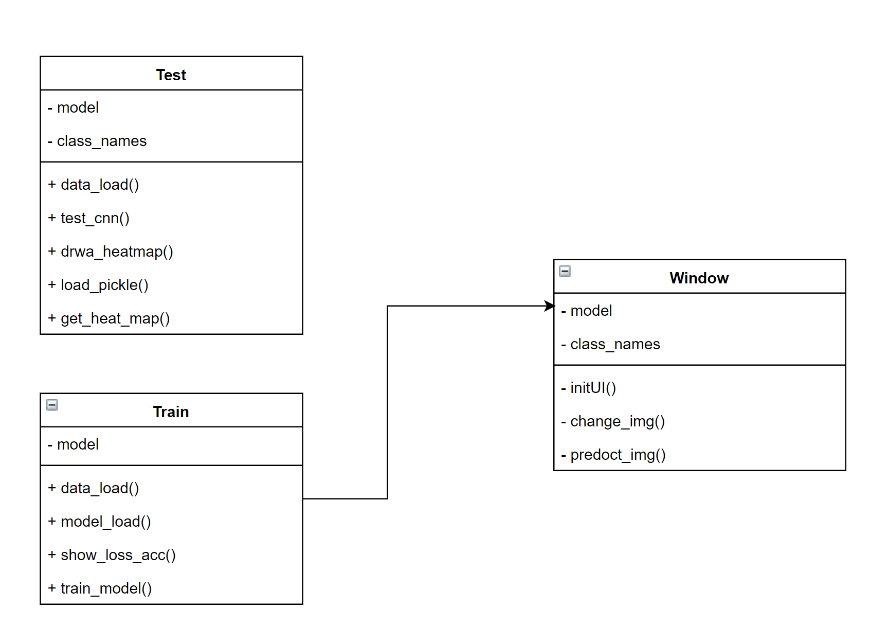 Test
- model
- class_names
+ data_load()
+ test_cnn()
+ drwa_heatmap()
+ load_pickle()
+ get_heat_map()
Train
- model
+ data_load()
+ model_load()
+ show_loss_acc()
+ train_model()
Window
- model
- class_names
- initUI()
- change_img()
- predoct_img()